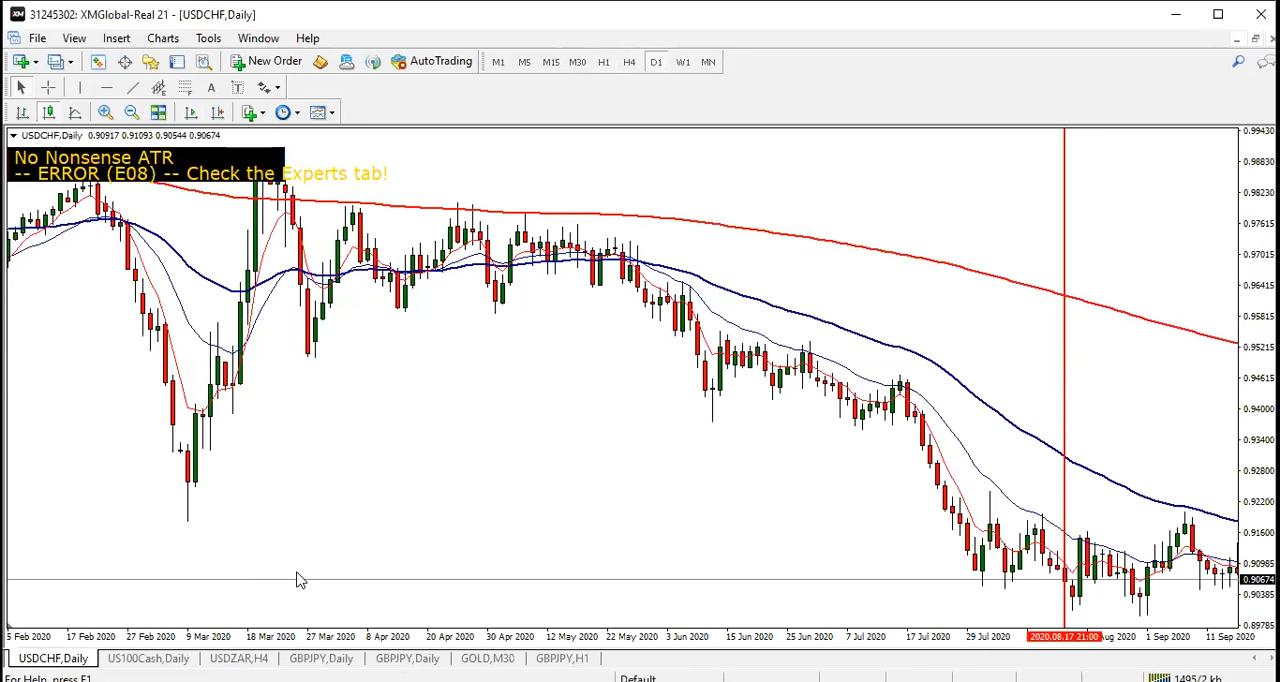 31245302: XMGlobal-Real 21 - [USDCHF,Daily]
File View Insert Charts Tools Window Help
New Order AutoTrading M1 M5 M15 M30 H1 H4 D1 W1 MN
USDCHF,Daily 0.90917 0.91093 0.90544 0.90674
No Nonsense ATR
-- ERROR (E08) -- Check the Experts tab!
0.99430
0.98830
0.98230
0.97615
0.97015
0.96415
0.95815
0.95215
0.94615
0.94000
0.93400
0.92800
0.92200
0.91600
0.90985
0.90674
0.90385
0.89785
5 Feb 2020 17 Feb 2020 27 Feb 2020 9 Mar 2020 18 Mar 2020 27 Mar 2020 8 Apr 2020 20 Apr 2020 30 Apr 2020 12 May 2020 22 May 2020 3 Jun 2020 15 Jun 2020 25 Jun 2020 7 Jul 2020 17 Jul 2020 29 Jul 2020 2020.08.17 21:00 Aug 2020 1 Sep 2020 11 Sep 2020
USDCHF,Daily US100Cash,Daily USDZAR,H4 GBPJPY,Daily GBPJPY,Daily GOLD,M30 GBPJPY,H1
For Help, press F1 Default 1495/2 kb